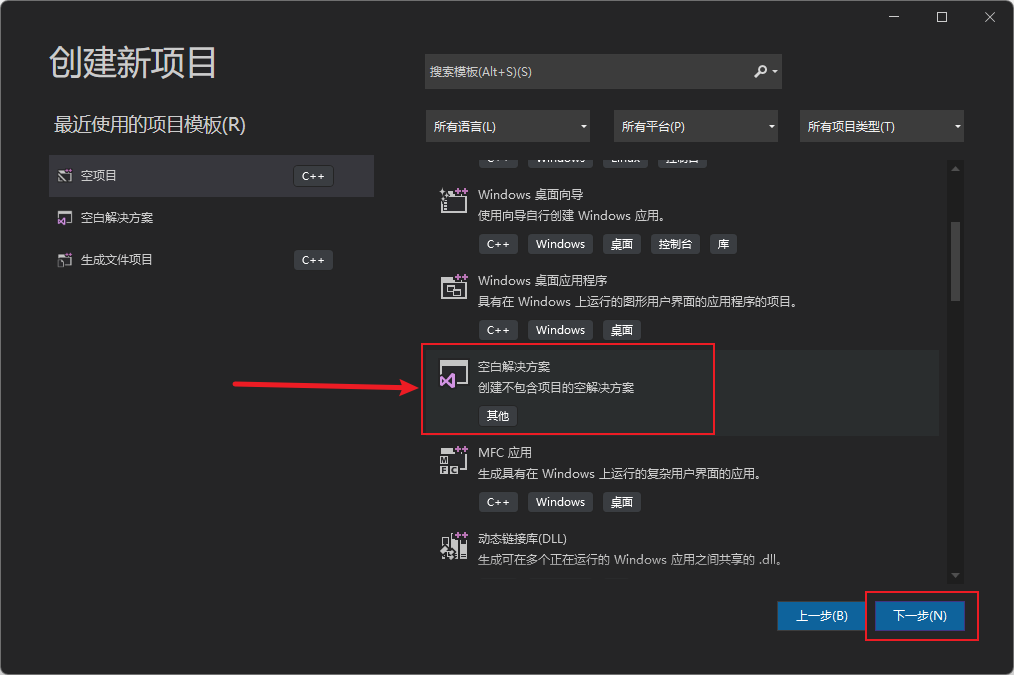 创建新项目
最近使用的项目模板(R)
空项目 C++
空白解决方案
生成文件项目 C++
搜索模板(Alt+S)(S)
所有语言(L) 所有平台(P) 所有项目类型(T)
C++ Windows Linux 控制台
Windows 桌面向导
使用向导自行创建 Windows 应用。
C++ Windows 桌面 控制台 库
Windows 桌面应用程序
具有在 Windows 上运行的图形用户界面的应用程序的项目。
C++ Windows 桌面
空白解决方案
创建不包含项目的空解决方案
其他
MFC 应用
生成具有在 Windows 上运行的复杂用户界面的应用。
C++ Windows 桌面
动态链接库(DLL)
生成可在多个正在运行的 Windows 应用之间共享的 .dll。
上一步(B) 下一步(N)